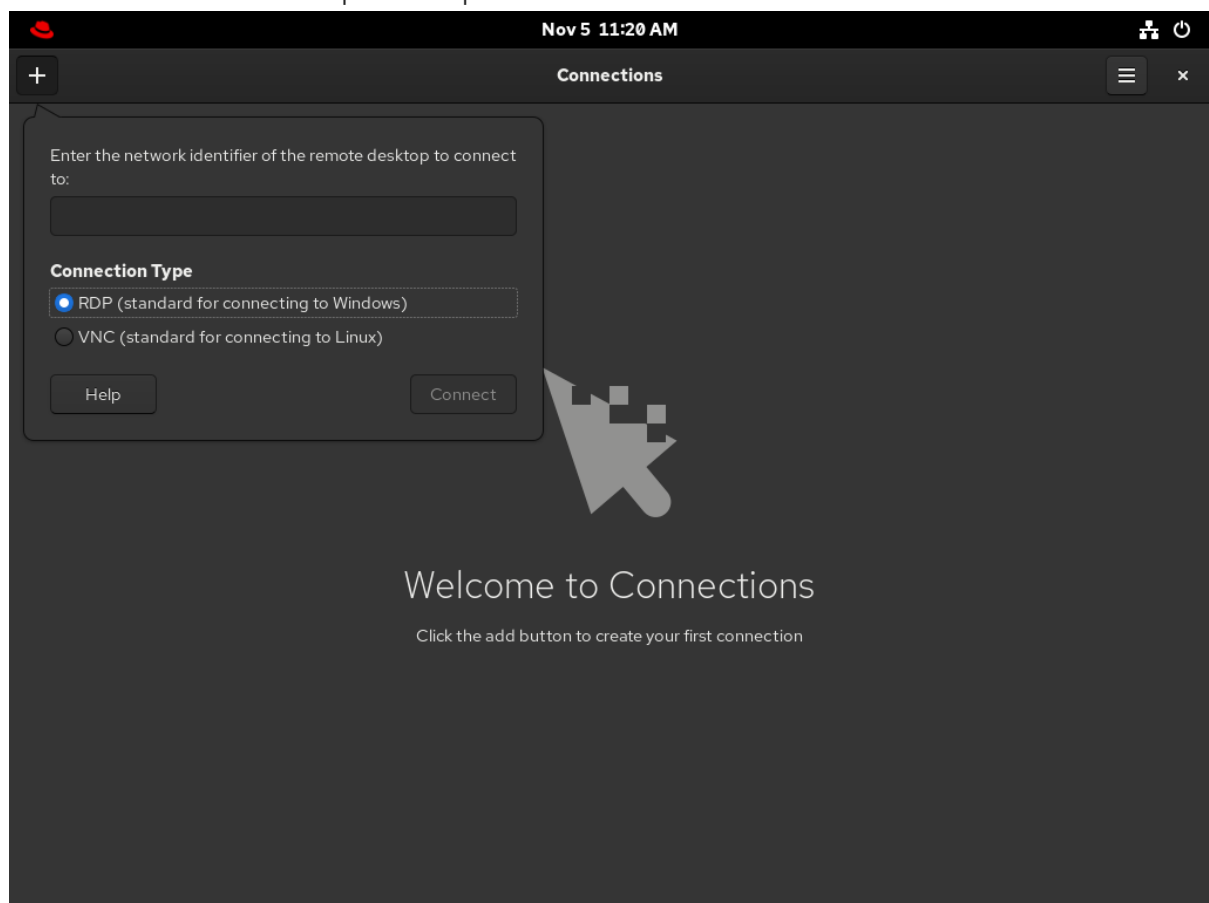 Nov 5 11:20 AM
Connections
Enter the network identifier of the remote desktop to connect
to:
Connection Type
RDP (standard for connecting to Windows)
VNC (standard for connecting to Linux)
Help
Connect
Welcome to Connections
Click the add button to create your first connection